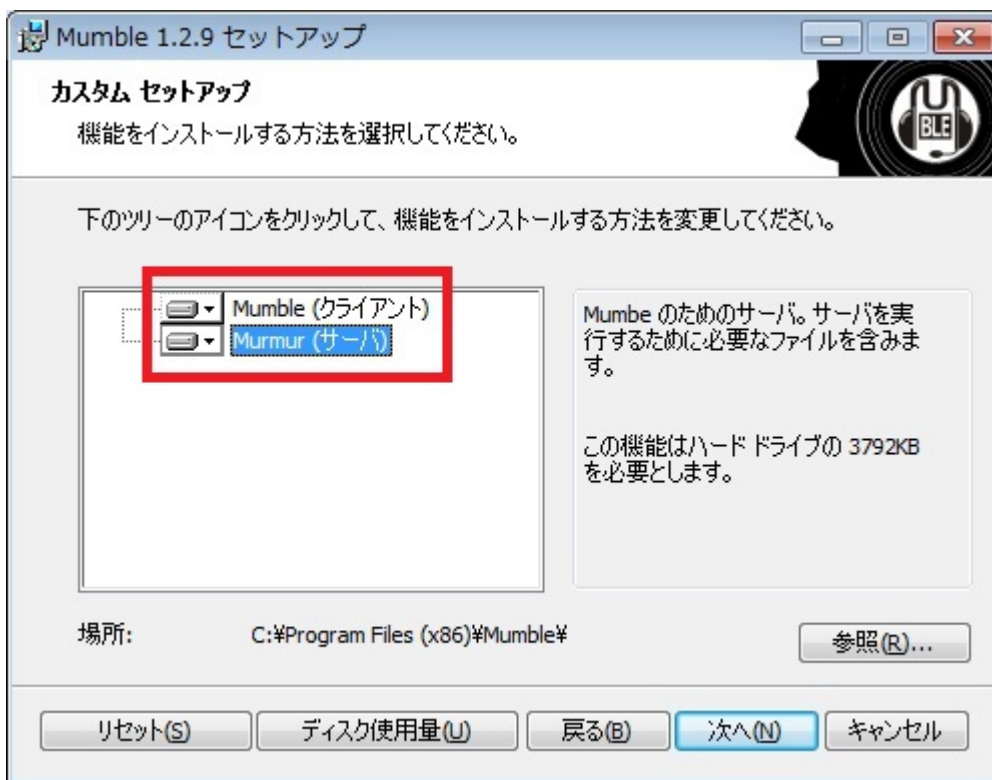 Mumble 1.2.9 セットアップ
カスタム セットアップ
機能をインストールする方法を選択してください。
BLE
下のツリーのアイコンをクリックして、機能をインストールする方法を変更してください。
Mumble (クライアント)
Murmur (サーバ)
Mumbe のためのサーバ。サーバを実
行するために必要なファイルを含みま
す。
この機能はハード ドライブの 3792KB
を必要とします。
場所:
C:¥Program Files (x86)¥Mumble¥
参照(R)...
リセット(S)
ディスク使用量(U)
戻る(B)
次へ(N)
キャンセル